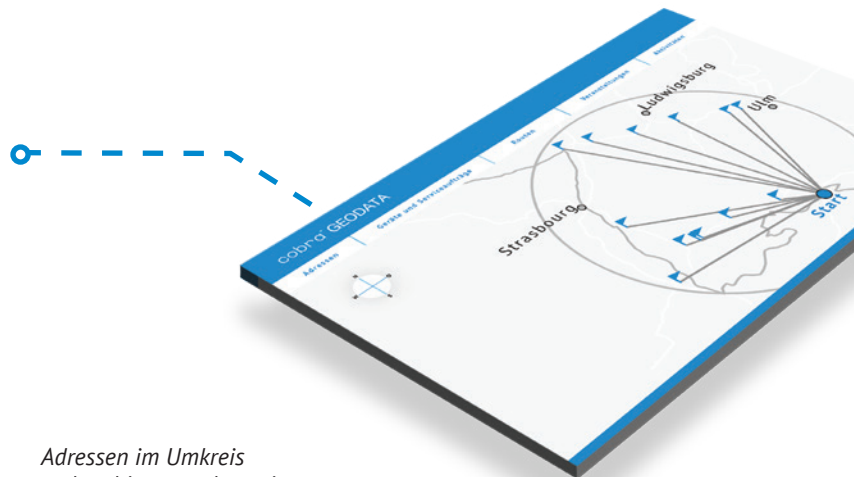 cobra GEODATA
Adressen
Geräte und Serviceaufträge
Routen
Veranstaltungen
Aktivitäten
Ludwigsburg
Ulm
Strasbourg
Start
Adressen im Umkreis